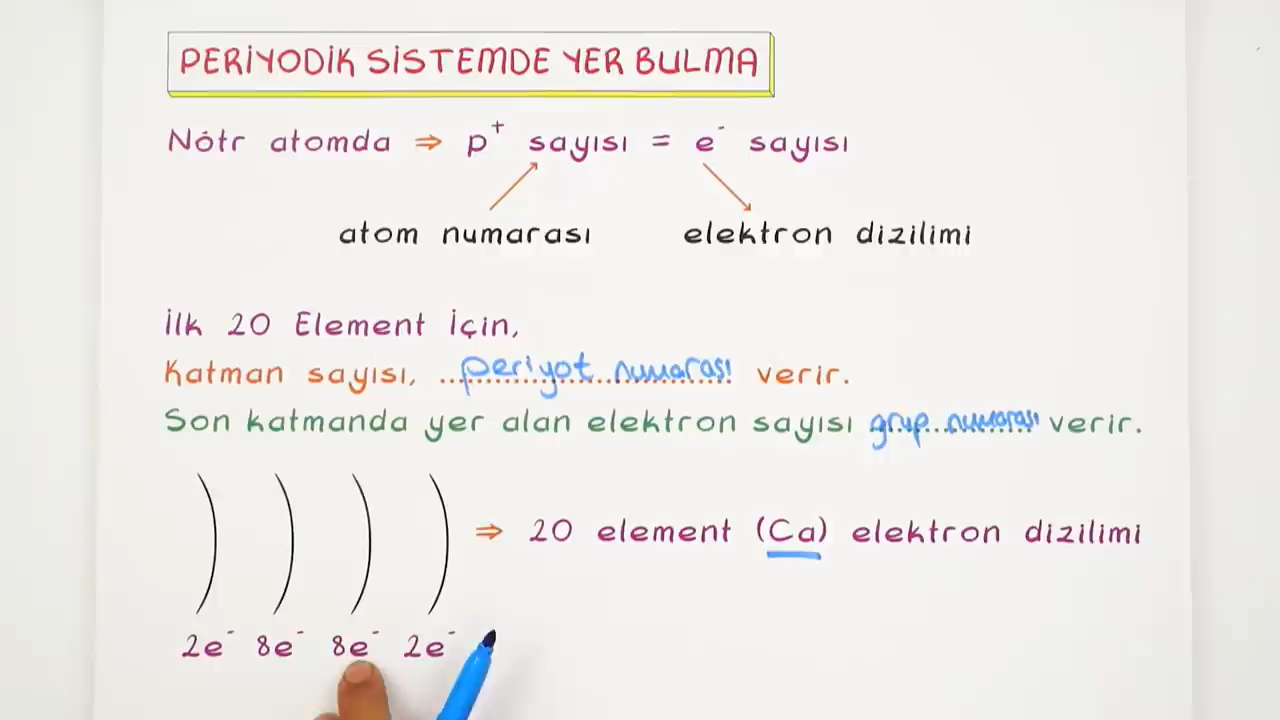 PERİYODİK SİSTEMDE YER BULMA
Nötr atomda ⇒ p⁺ sayısı = e⁻ sayısı
atom numarası elektron dizilimi
İlk 20 Element İçin,
Katman sayısı, periyot numarası verir.
Son katmanda yer alan elektron sayısı grup numarası verir.
⇒ 20 element (Ca) elektron dizilimi
2e⁻ 8e⁻ 8e⁻ 2e⁻